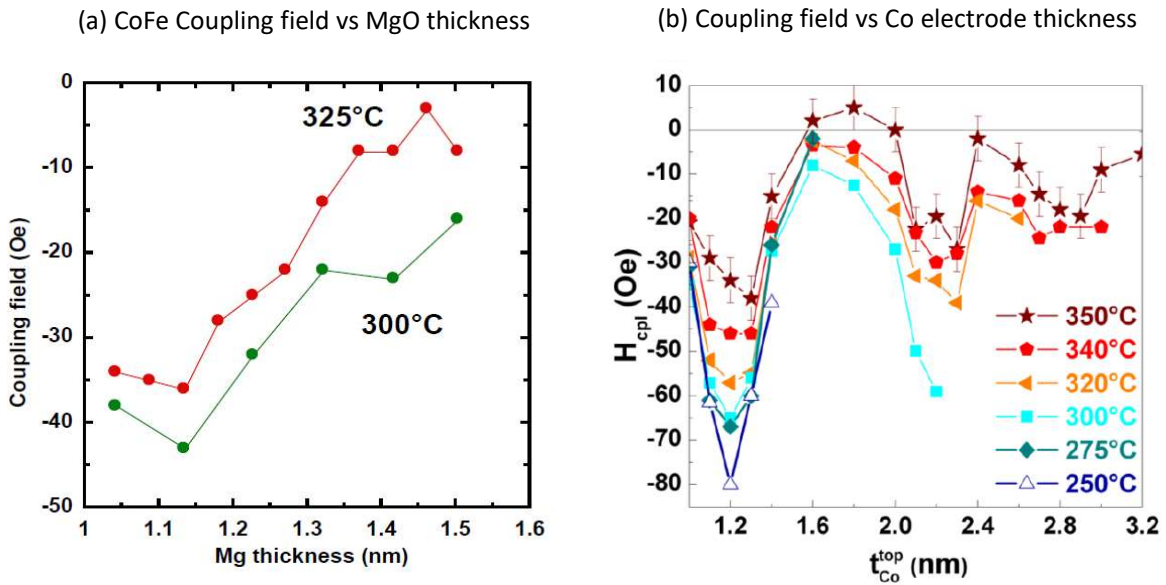 (a) CoFe Coupling field vs MgO thickness
(b) Coupling field vs Co electrode thickness
0
-10
-20
-30
-40
-50
Coupling field (Oe)
325°C
300°C
1
1.1
1.2
1.3
1.4
1.5
1.6
Mg thickness (nm)
10
0
-10
-20
-30
-40
-50
-60
-70
-80
H_cpl (Oe)
350°C
340°C
320°C
300°C
275°C
250°C
1.2
1.6
2.0
2.4
2.8
3.2
t_Co^top (nm)